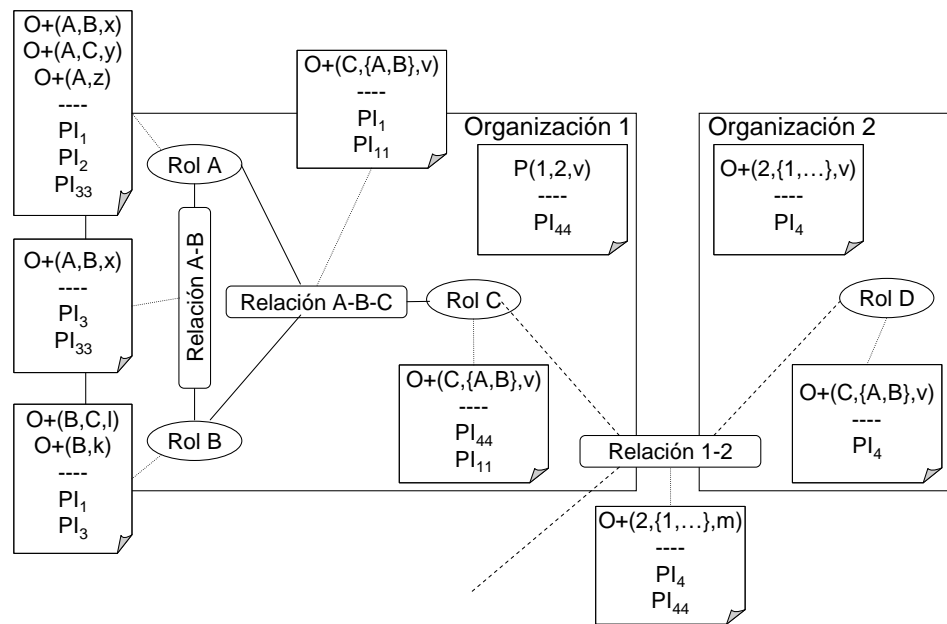 O+(A,B,x)
O+(A,C,y)
O+(A,z)
----
PI₁
PI₂
PI₃₃
O+(C,{A,B},v)
----
PI₁
PI₁₁
Organización 1
P(1,2,v)
----
PI₄₄
Organización 2
O+(2,{1,…},v)
----
PI₄
Rol A
Relación A-B
O+(A,B,x)
----
PI₃
PI₃₃
Relación A-B-C
Rol C
Rol D
O+(C,{A,B},v)
----
PI₄₄
PI₁₁
O+(C,{A,B},v)
----
PI₄
O+(B,C,l)
O+(B,k)
----
PI₁
PI₃
Rol B
Relación 1-2
O+(2,{1,…},m)
----
PI₄
PI₄₄